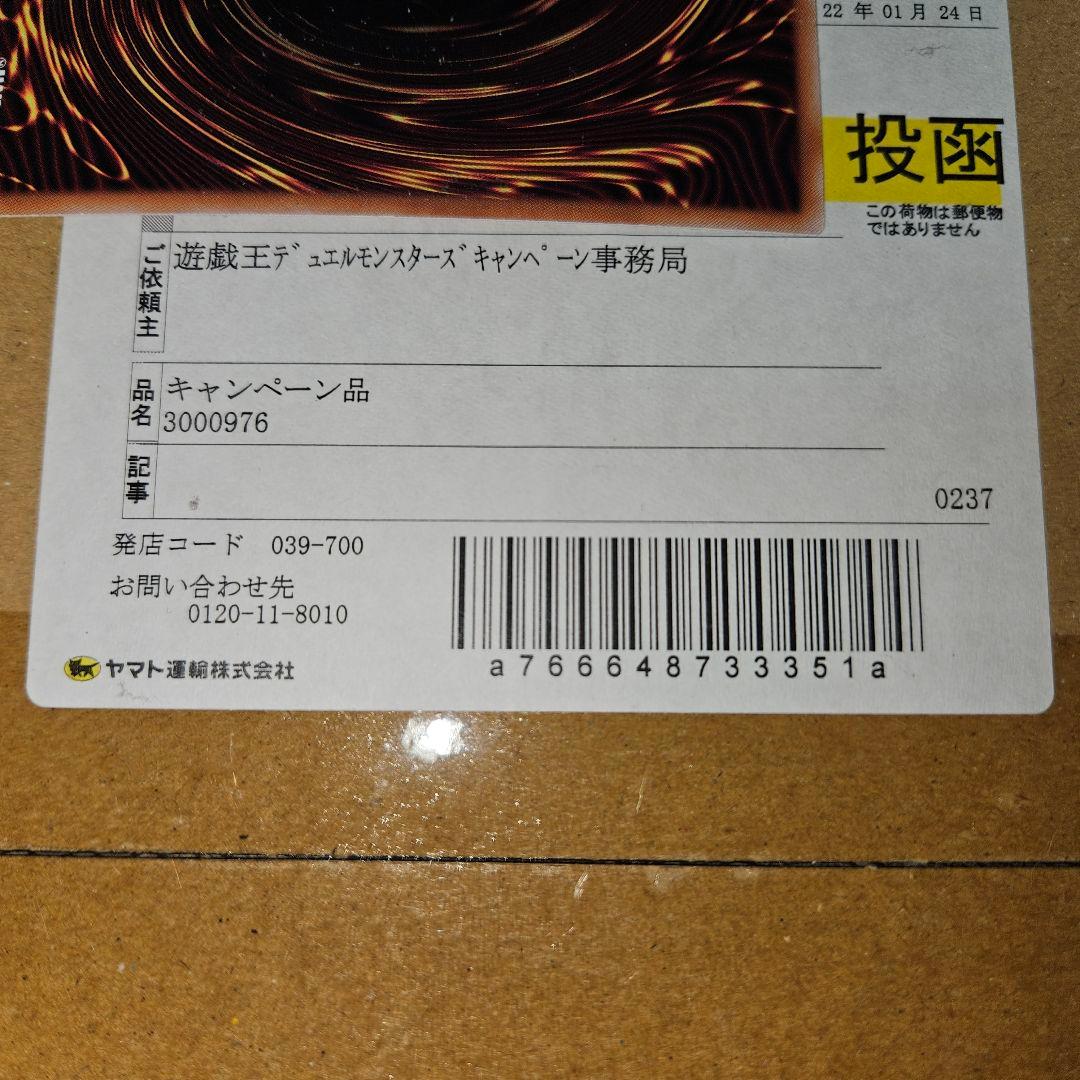 22 年 01 月 24 日
投函
この荷物は郵便物
ではありません
ご依頼主
遊戯王ﾃﾞｭｴﾙﾓﾝｽﾀｰｽﾞｷｬﾝﾍﾟｰﾝ事務局
品名
キャンペーン品
3000976
記事
0237
発店コード 039-700
お問い合わせ先
0120-11-8010
a766648733351a
ヤマト運輸株式会社